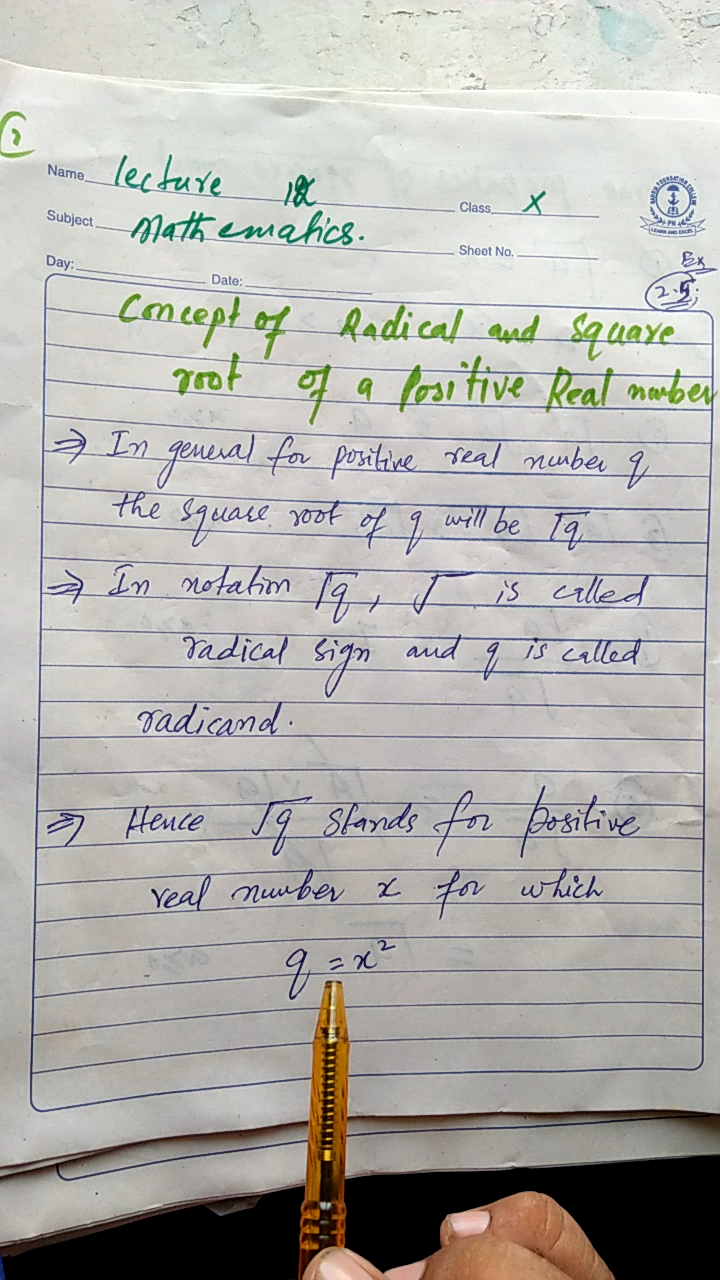 Name lecture
Class X
Subject Mathematics.
Sheet No.
Ex
2.5
Day: Date:
Concept of Radical and Square
root of a Positive Real number
⇒ In general for positive real number q
the square root of q will be √q
⇒ In notation √q, √ is called
radical sign and q is called
radicand.
⇒ Hence √q Stands for positive
real number x for which
q = x²